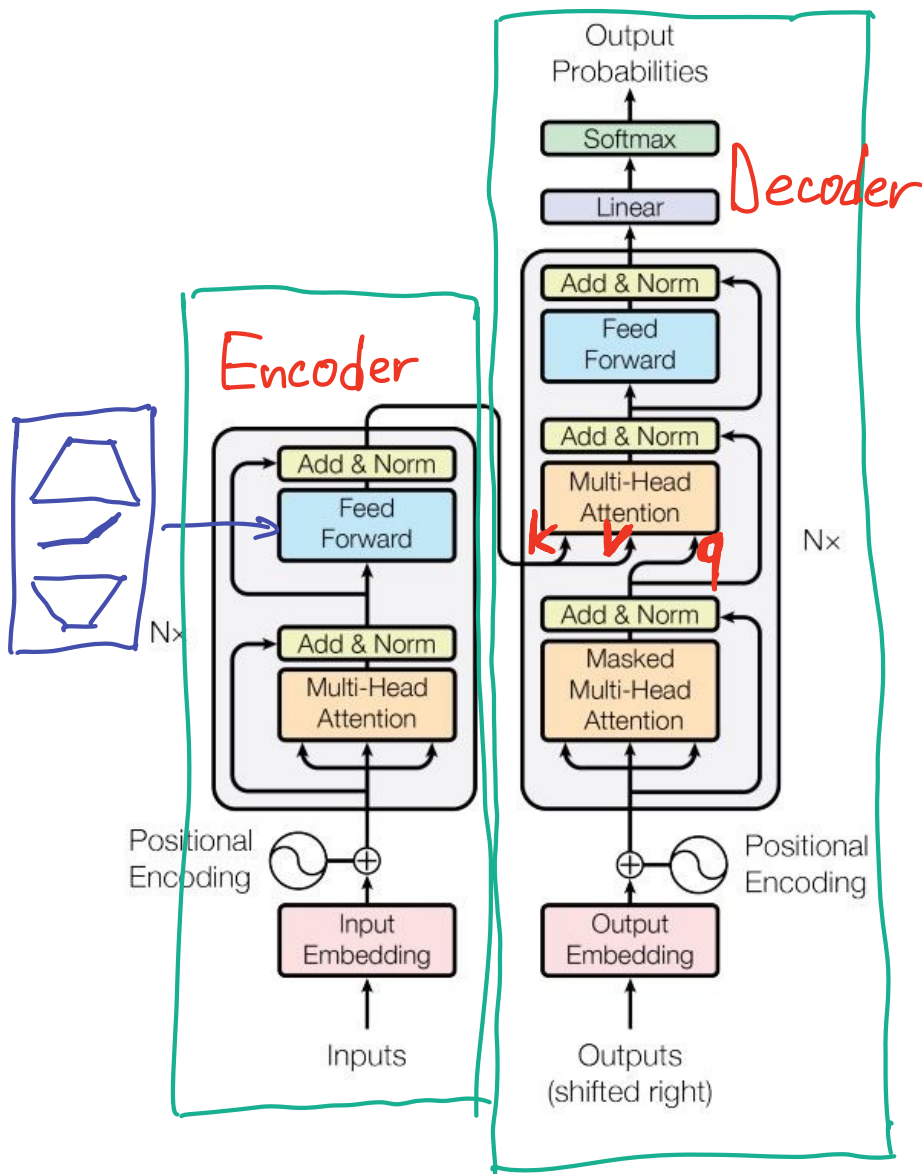 Output
Probabilities
Softmax
Linear
Decoder
Add & Norm
Feed
Forward
Add & Norm
Multi-Head
Attention
k v q
N×
Add & Norm
Masked
Multi-Head
Attention
Positional
Encoding
Output
Embedding
Outputs
(shifted right)
Encoder
Add & Norm
Feed
Forward
N×
Add & Norm
Multi-Head
Attention
Positional
Encoding
Input
Embedding
Inputs